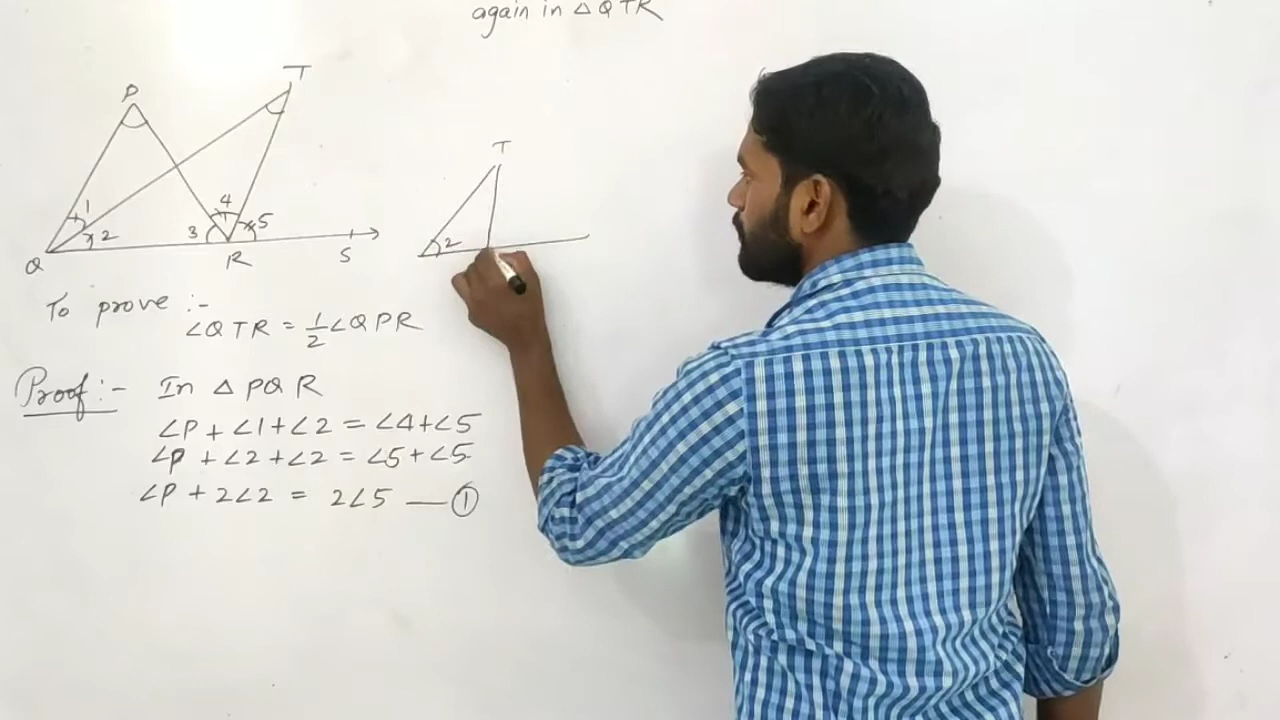 again in △QTR
P
T
1
2
3
4
5
Q
R
S
T
2
To prove :-
∠QTR = 1/2 ∠QPR
Proof :- In △PQR
∠P + ∠1 + ∠2 = ∠4 + ∠5
∠P + ∠2 + ∠2 = ∠5 + ∠5
∠P + 2∠2 = 2∠5 — ①